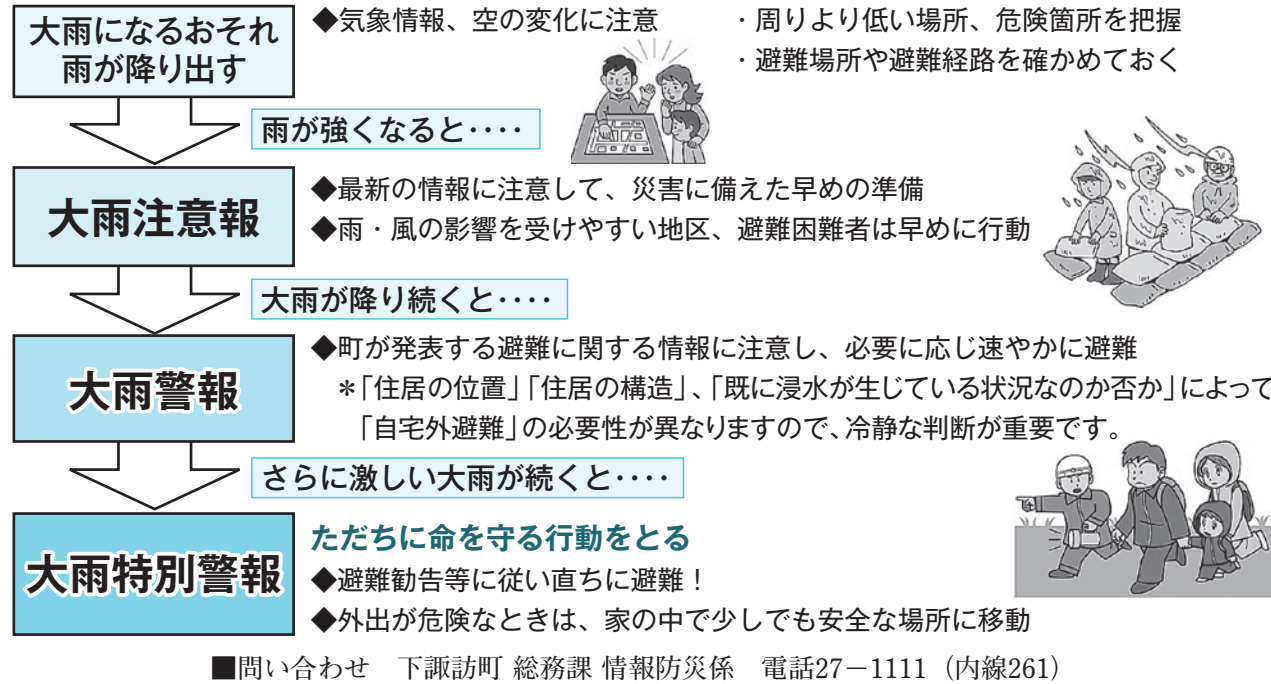 大雨になるおそれ
雨が降り出す
◆気象情報、空の変化に注意
・周りより低い場所、危険箇所を把握
・避難場所や避難経路を確かめておく
雨が強くなると‥‥
大雨注意報
◆最新の情報に注意して、災害に備えた早めの準備
◆雨・風の影響を受けやすい地区、避難困難者は早めに行動
大雨が降り続くと‥‥
大雨警報
◆町が発表する避難に関する情報に注意し、必要に応じ速やかに避難
＊「住居の位置」「住居の構造」、「既に浸水が生じている状況なのか否か」によって
「自宅外避難」の必要性が異なりますので、冷静な判断が重要です。
さらに激しい大雨が続くと‥‥
大雨特別警報
ただちに命を守る行動をとる
◆避難勧告等に従い直ちに避難！
◆外出が危険なときは、家の中で少しでも安全な場所に移動
■問い合わせ　下諏訪町 総務課 情報防災係　電話27－1111（内線261）